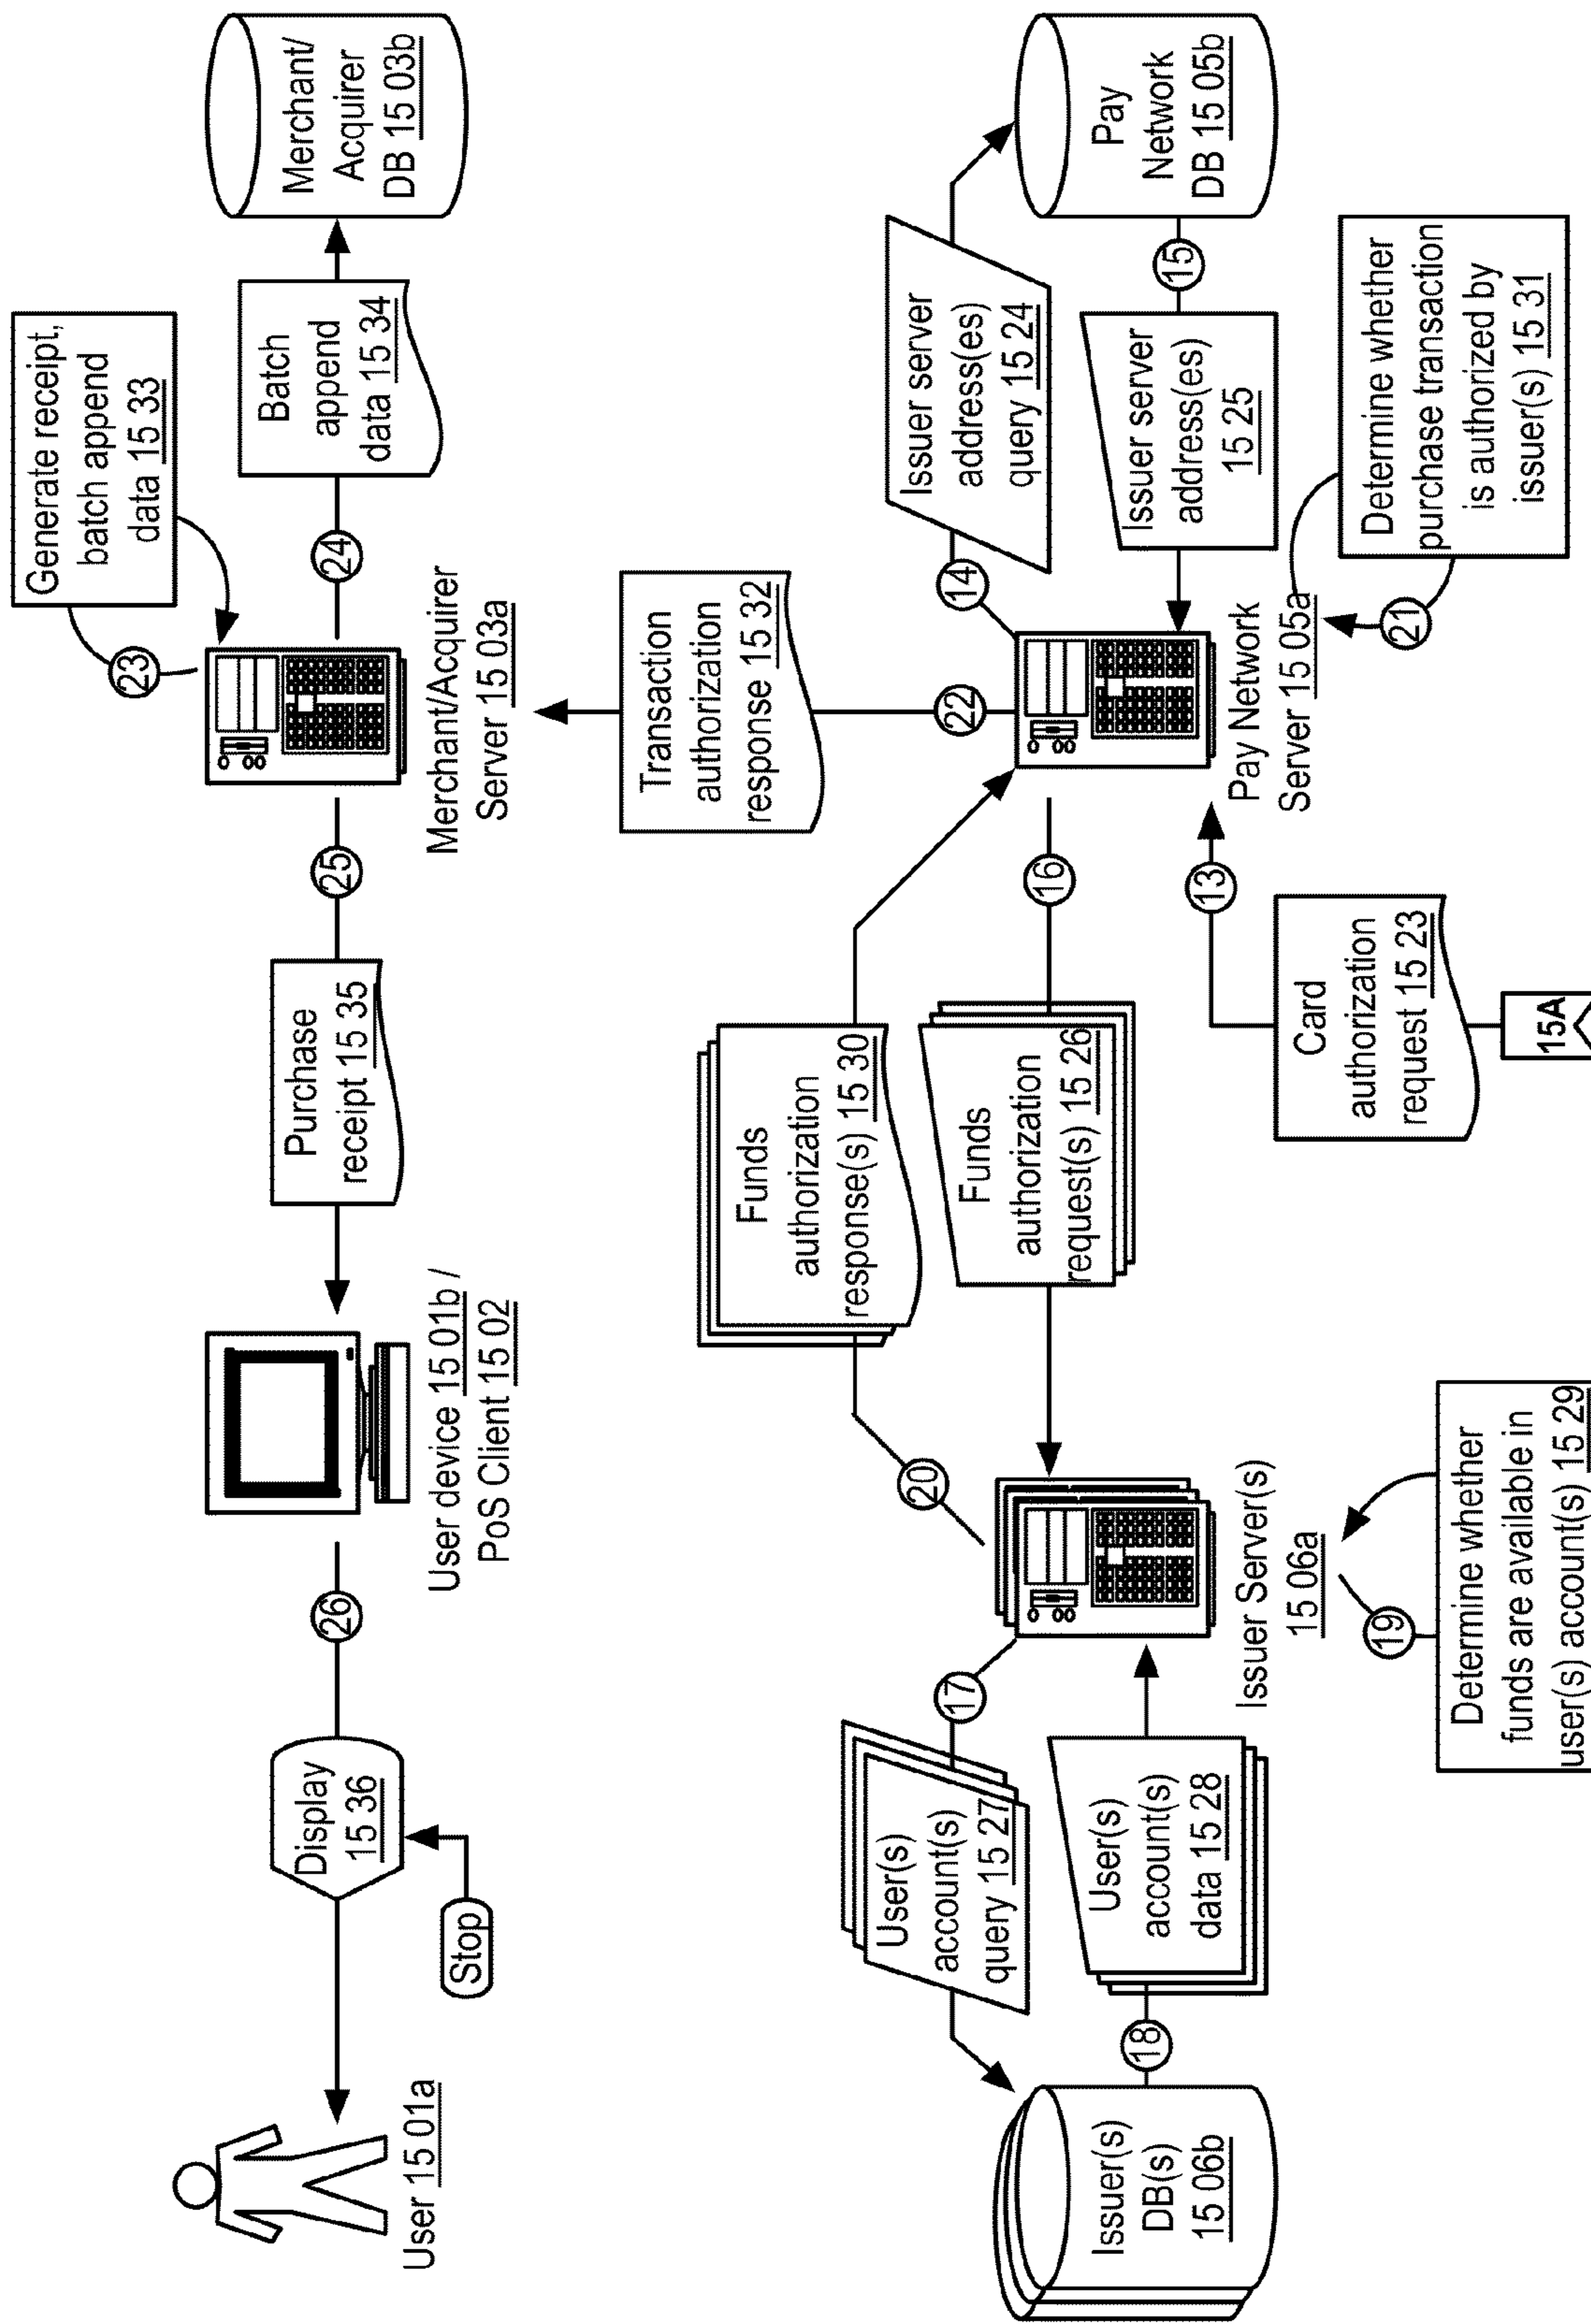 User 15 01a
Display
15 36
Stop
26
User device 15 01b /
PoS Client 15 02
Purchase
receipt 15 35
25
Merchant/Acquirer
Server 15 03a
23
Generate receipt,
batch append
data 15 33
24
Batch
append
data 15 34
Merchant/
Acquirer
DB 15 03b
Transaction
authorization
response 15 32
22
Issuer(s)
DB(s)
15 06b
User(s)
account(s)
query 15 27
17
18
User(s)
account(s)
data 15 28
Issuer Server(s)
15 06a
19
Determine whether
funds are available in
user(s) account(s) 15 29
20
Funds
authorization
response(s) 15 30
Funds
authorization
request(s) 15 26
16
Card
authorization
request 15 23
15A
13
Pay Network
Server 15 05a
14
Issuer server
address(es)
query 15 24
Issuer server
address(es)
15 25
15
Pay
Network
DB 15 05b
21
Determine whether
purchase transaction
is authorized by
issuer(s) 15 31